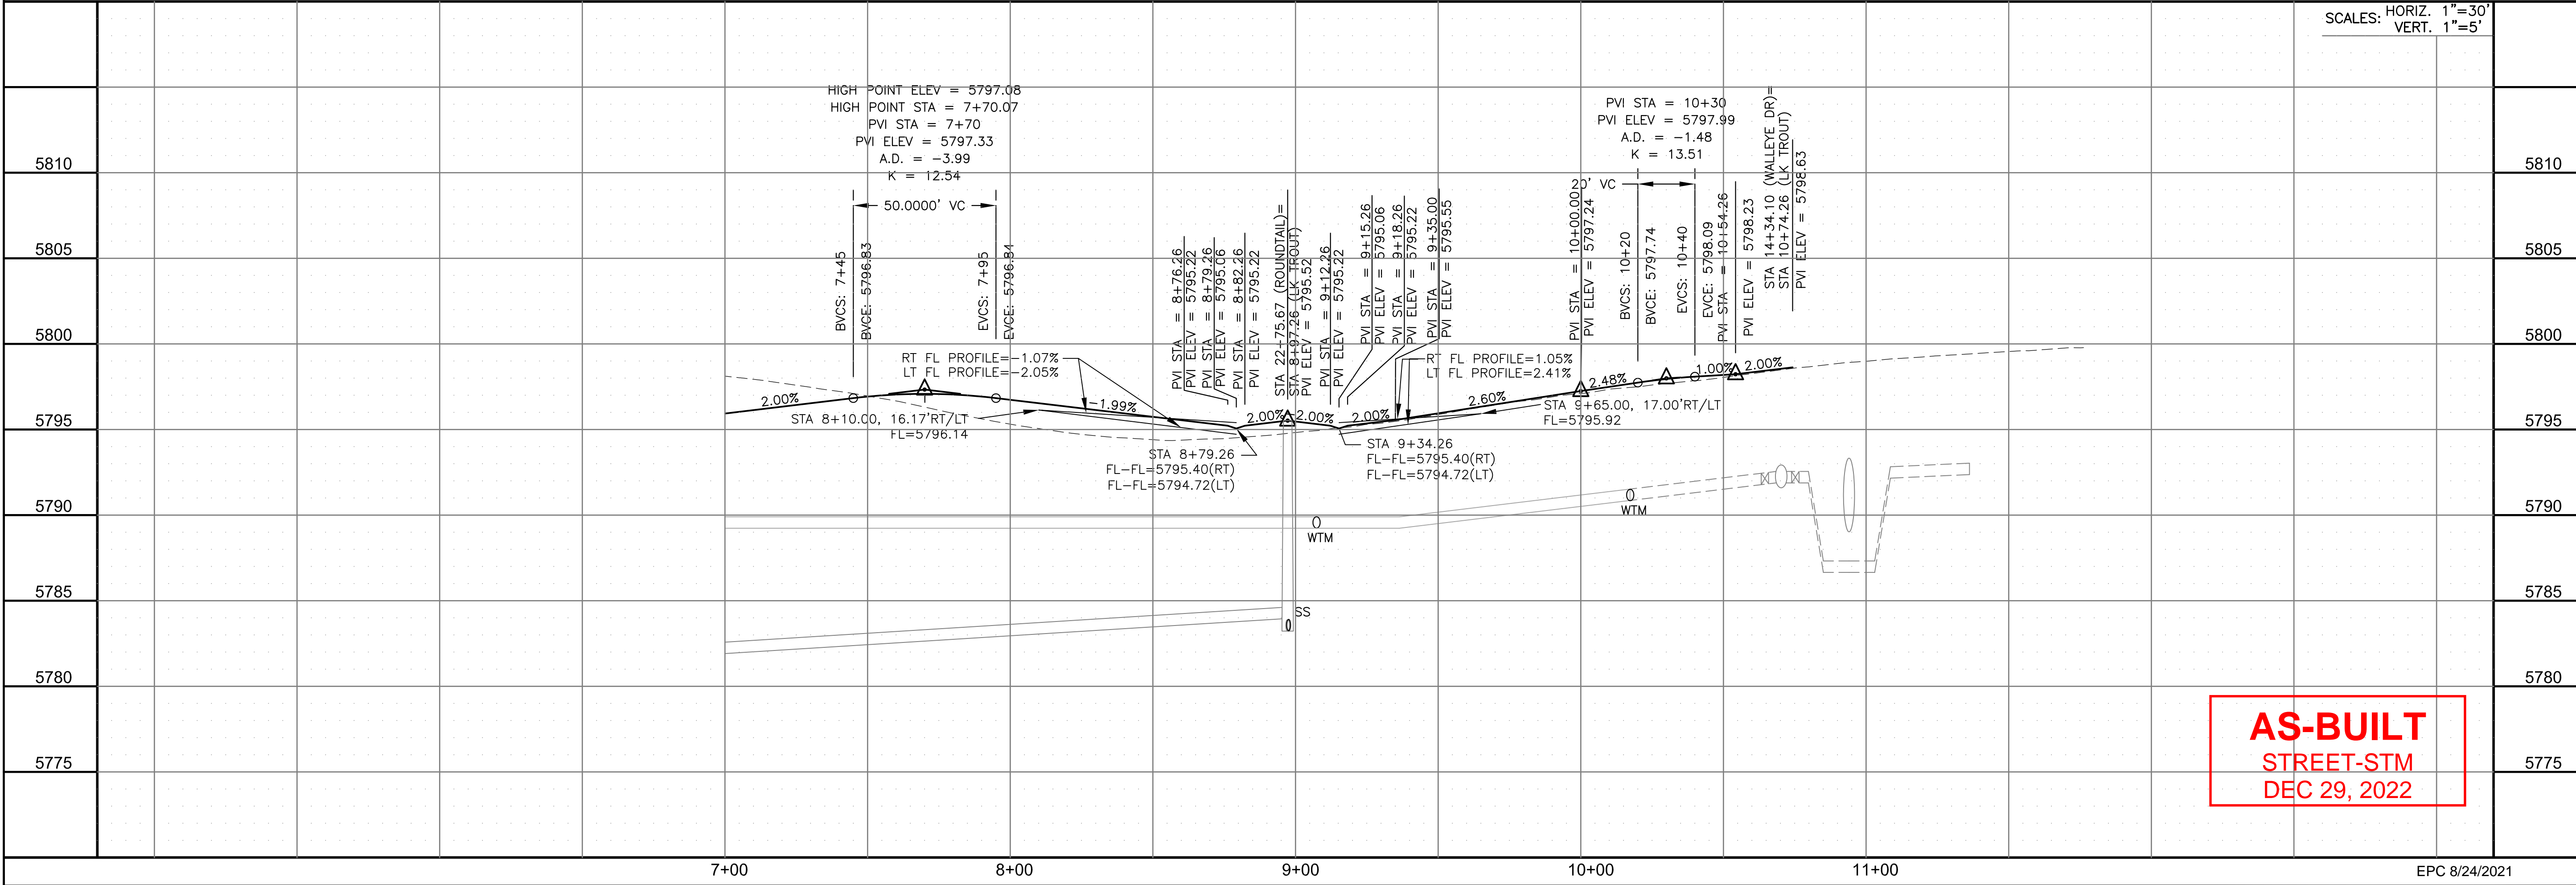 SCALES: HORIZ. 1"=30'
VERT. 1"=5'
HIGH POINT ELEV = 5797.08
HIGH POINT STA = 7+70.07
PVI STA = 7+70
PVI ELEV = 5797.33
A.D. = -3.99
K = 12.54
50.0000' VC
BVCS: 7+45
BVCE: 5796.83
EVCS: 7+95
EVCE: 5796.84
PVI STA = 8+76.26
PVI ELEV = 5795.22
PVI STA = 8+79.26
PVI ELEV = 5795.06
PVI STA = 8+82.26
PVI ELEV = 5795.22
STA 22+75.67 (ROUNDTAIL)=
STA 8+97.26 (LK TROUT)
PVI ELEV = 5795.52
PVI STA = 9+12.26
PVI ELEV = 5795.22
PVI STA = 9+15.26
PVI ELEV = 5795.06
PVI STA = 9+18.26
PVI ELEV = 5795.22
PVI STA = 9+35.00
PVI ELEV = 5795.55
PVI STA = 10+00.00
PVI ELEV = 5797.24
PVI STA = 10+30
PVI ELEV = 5797.99
A.D. = -1.48
K = 13.51
20' VC
BVCS: 10+20
BVCE: 5797.74
EVCS: 10+40
EVCE: 5798.09
PVI STA = 10+54.26
PVI ELEV = 5798.23
STA 14+34.10 (WALLEYE DR)=
STA 10+74.26 (LK TROUT)
PVI ELEV = 5798.63
RT FL PROFILE=-1.07%
LT FL PROFILE=-2.05%
RT FL PROFILE=1.05%
LT FL PROFILE=2.41%
2.00%
-1.99%
2.00%
-2.00%
2.00%
2.60%
2.48%
1.00%
2.00%
STA 8+10.00, 16.17'RT/LT
FL=5796.14
STA 8+79.26
FL-FL=5795.40(RT)
FL-FL=5794.72(LT)
STA 9+34.26
FL-FL=5795.40(RT)
FL-FL=5794.72(LT)
STA 9+65.00, 17.00'RT/LT
FL=5795.92
WTM
WTM
SS
5810
5805
5800
5795
5790
5785
5780
5775
5810
5805
5800
5795
5790
5785
5780
5775
AS-BUILT
STREET-STM
DEC 29, 2022
7+00
8+00
9+00
10+00
11+00
EPC 8/24/2021